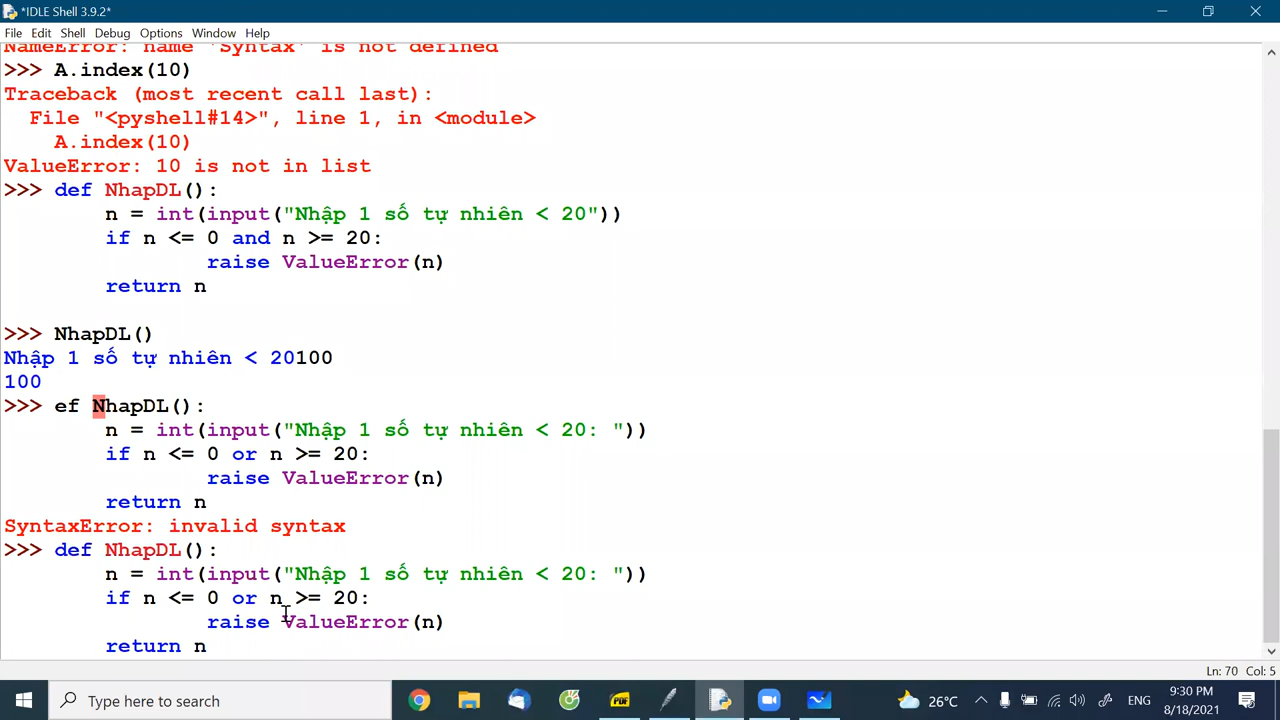 *IDLE Shell 3.9.2*
File Edit Shell Debug Options Window Help
NameError: name 'Syntax' is not defined
>>> A.index(10)
Traceback (most recent call last):
  File "<pyshell#14>", line 1, in <module>
    A.index(10)
ValueError: 10 is not in list
>>> def NhapDL():
        n = int(input("Nhập 1 số tự nhiên < 20"))
        if n <= 0 and n >= 20:
                raise ValueError(n)
        return n
>>> NhapDL()
Nhập 1 số tự nhiên < 20100
100
>>> ef NhapDL():
        n = int(input("Nhập 1 số tự nhiên < 20: "))
        if n <= 0 or n >= 20:
                raise ValueError(n)
        return n
SyntaxError: invalid syntax
>>> def NhapDL():
        n = int(input("Nhập 1 số tự nhiên < 20: "))
        if n <= 0 or n >= 20:
                raise ValueError(n)
        return n
Ln: 70 Col: 5
Type here to search
PDF
26°C
ENG
9:30 PM
8/18/2021